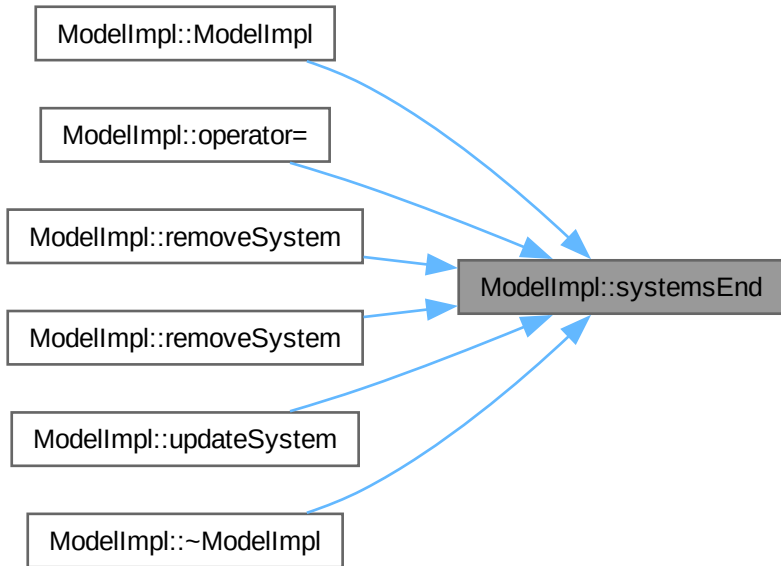 ModelImpl::ModelImpl
ModelImpl::operator=
ModelImpl::removeSystem
ModelImpl::systemsEnd
ModelImpl::removeSystem
ModelImpl::updateSystem
ModelImpl::~ModelImpl